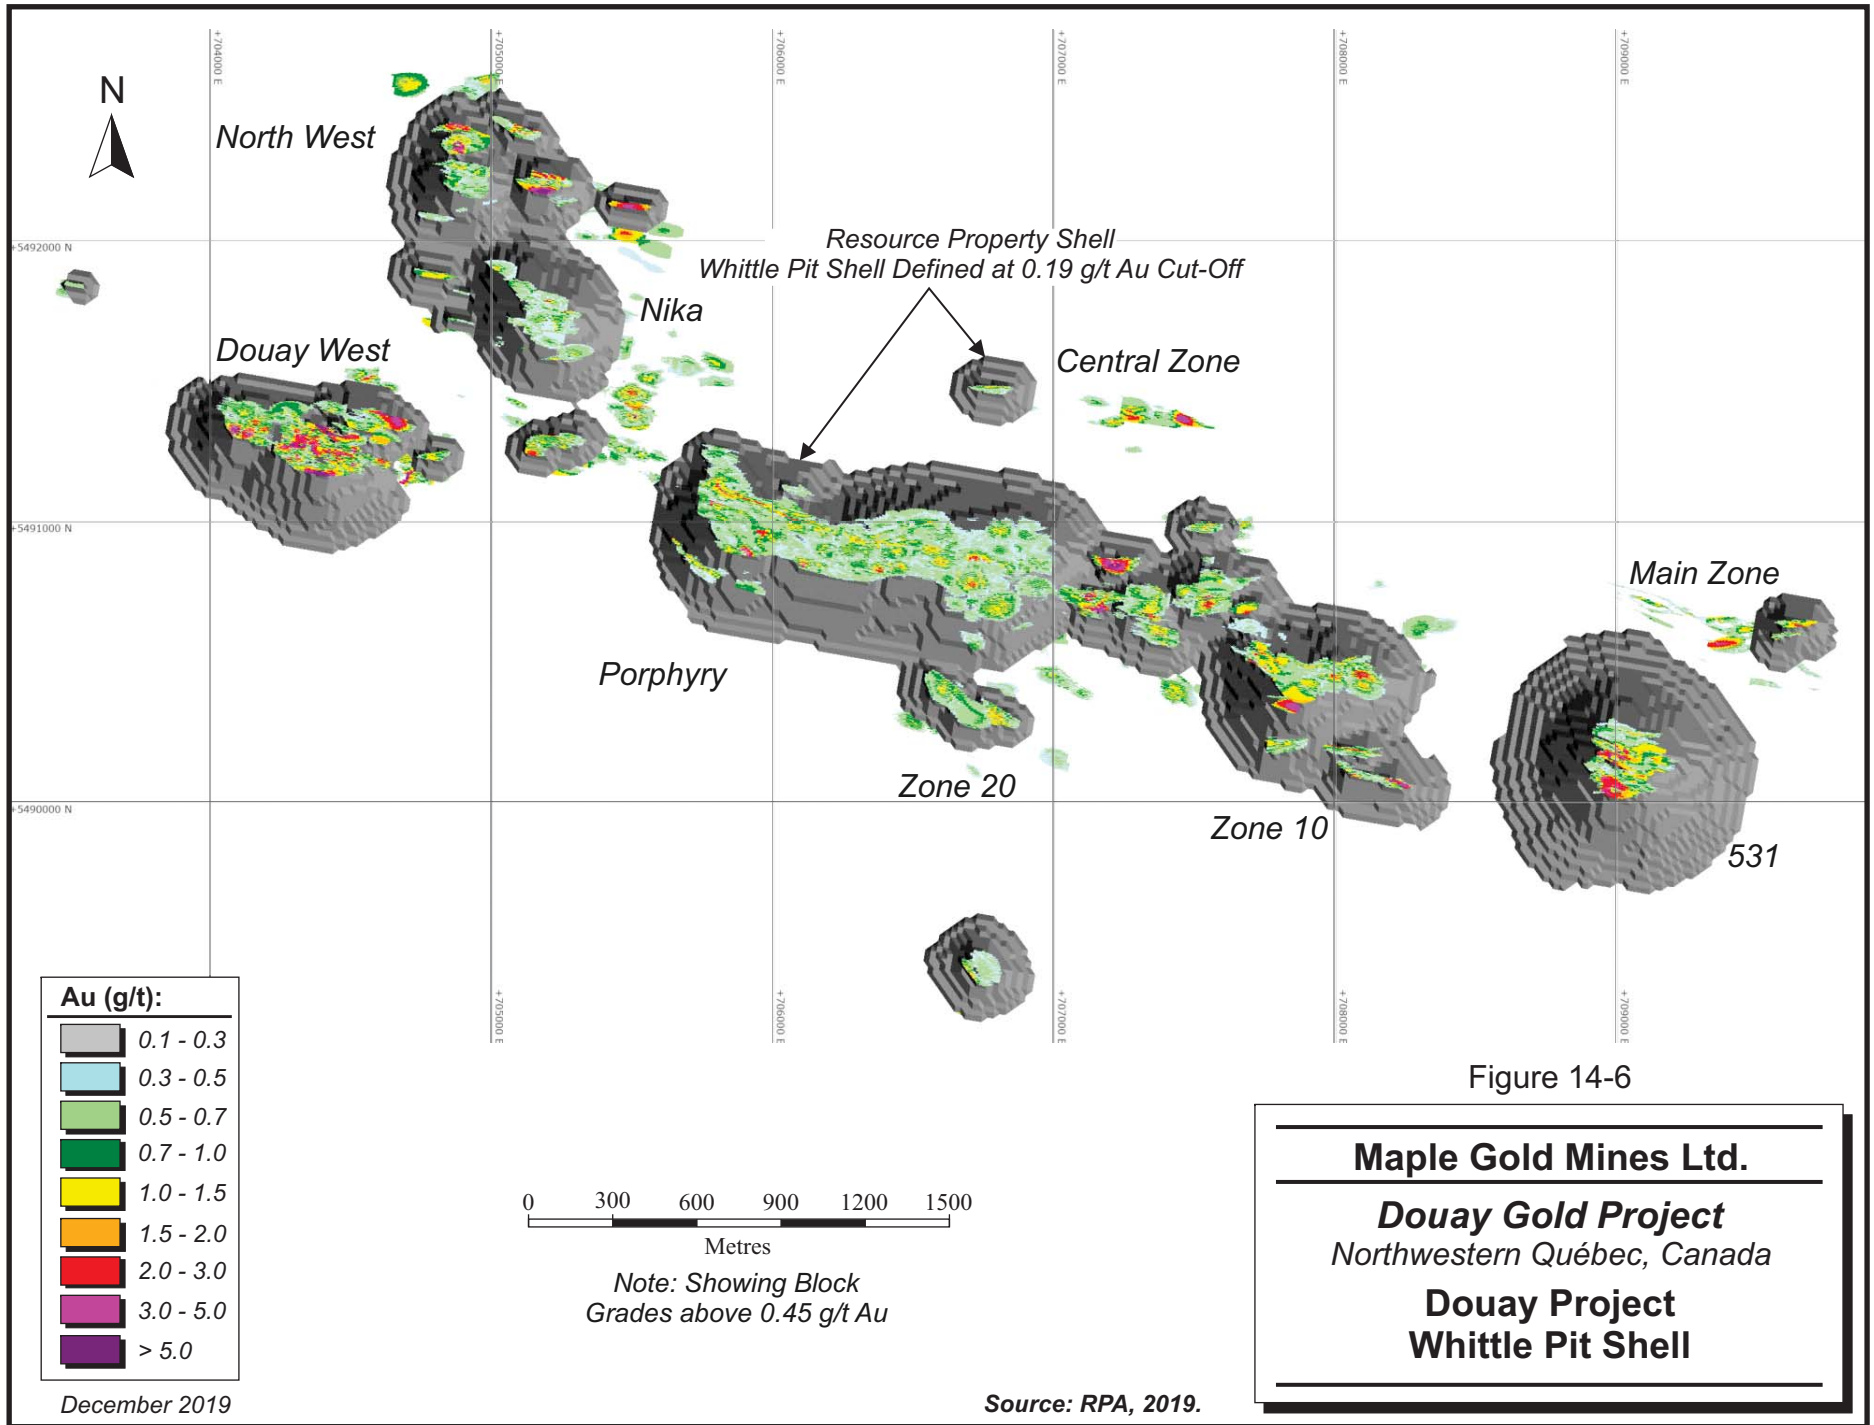 +704000 E
+705000 E
+706000 E
+707000 E
+708000 E
+709000 E
N
North West
+5492000 N
Resource Property Shell
Whittle Pit Shell Defined at 0.19 g/t Au Cut-Off
Nika
Douay West
Central Zone
+5491000 N
Main Zone
Porphyry
Zone 20
+5490000 N
Zone 10
531
+705000 E
+706000 E
+707000 E
+708000 E
+709000 E
Au (g/t):
0.1 - 0.3
0.3 - 0.5
0.5 - 0.7
0.7 - 1.0
1.0 - 1.5
1.5 - 2.0
2.0 - 3.0
3.0 - 5.0
> 5.0
December 2019
0 300 600 900 1200 1500
Metres
Note: Showing Block
Grades above 0.45 g/t Au
Source: RPA, 2019.
Figure 14-6
Maple Gold Mines Ltd.
Douay Gold Project
Northwestern Québec, Canada
Douay Project
Whittle Pit Shell